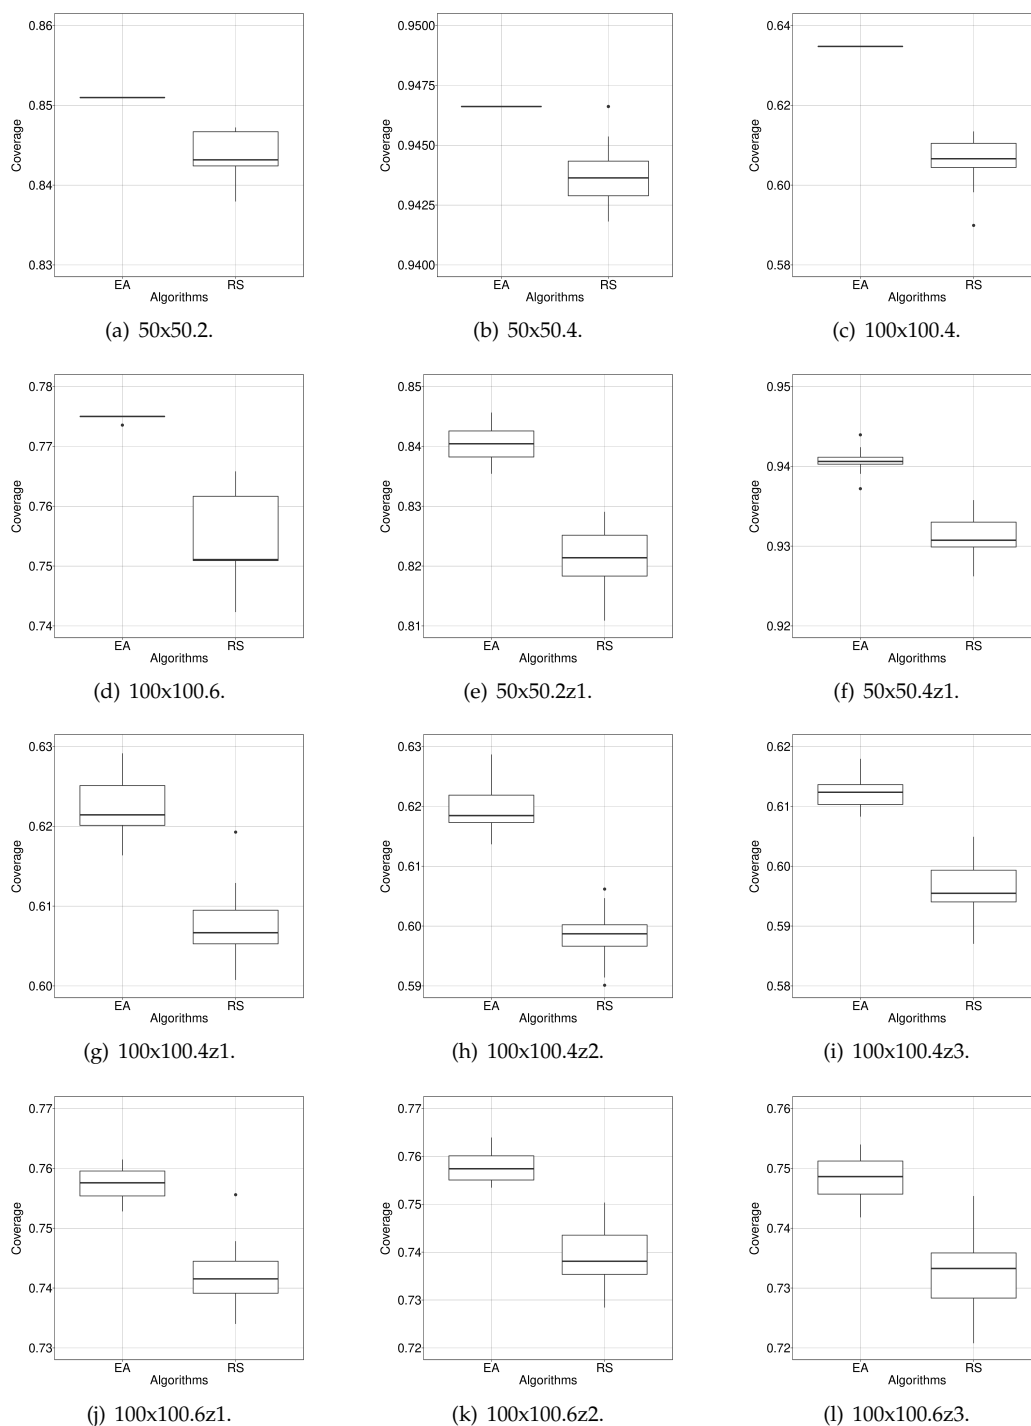 0.86
0.85
0.84
0.83
Coverage
EA RS
Algorithms
(a) 50x50.2.
0.9500
0.9475
0.9450
0.9425
0.9400
Coverage
EA RS
Algorithms
(b) 50x50.4.
0.64
0.62
0.60
0.58
Coverage
EA RS
Algorithms
(c) 100x100.4.
0.78
0.77
0.76
0.75
0.74
Coverage
EA RS
Algorithms
(d) 100x100.6.
0.85
0.84
0.83
0.82
0.81
Coverage
EA RS
Algorithms
(e) 50x50.2z1.
0.95
0.94
0.93
0.92
Coverage
EA RS
Algorithms
(f) 50x50.4z1.
0.63
0.62
0.61
0.60
Coverage
EA RS
Algorithms
(g) 100x100.4z1.
0.63
0.62
0.61
0.60
0.59
Coverage
EA RS
Algorithms
(h) 100x100.4z2.
0.62
0.61
0.60
0.59
0.58
Coverage
EA RS
Algorithms
(i) 100x100.4z3.
0.77
0.76
0.75
0.74
0.73
Coverage
EA RS
Algorithms
(j) 100x100.6z1.
0.77
0.76
0.75
0.74
0.73
0.72
Coverage
EA RS
Algorithms
(k) 100x100.6z2.
0.76
0.75
0.74
0.73
0.72
Coverage
EA RS
Algorithms
(l) 100x100.6z3.